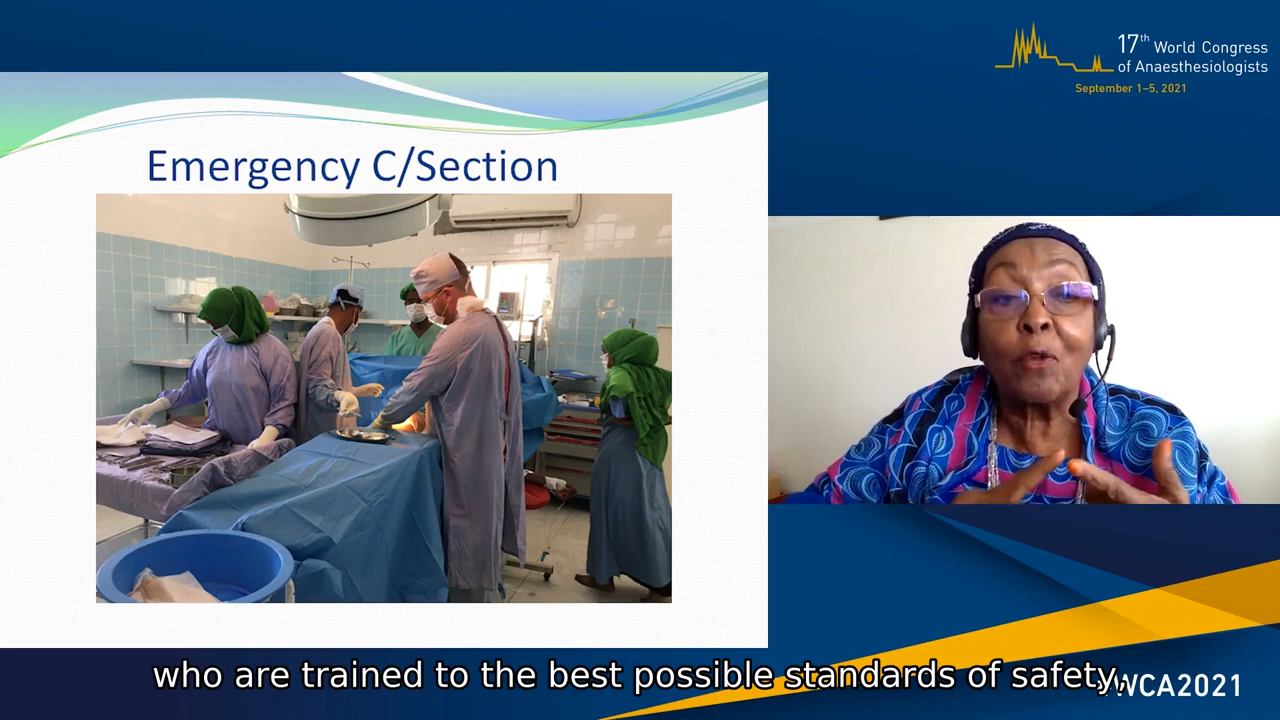 17th World Congress
of Anaesthesiologists
September 1–5, 2021
Emergency C/Section
who are trained to the best possible standards of safety,
#WCA2021